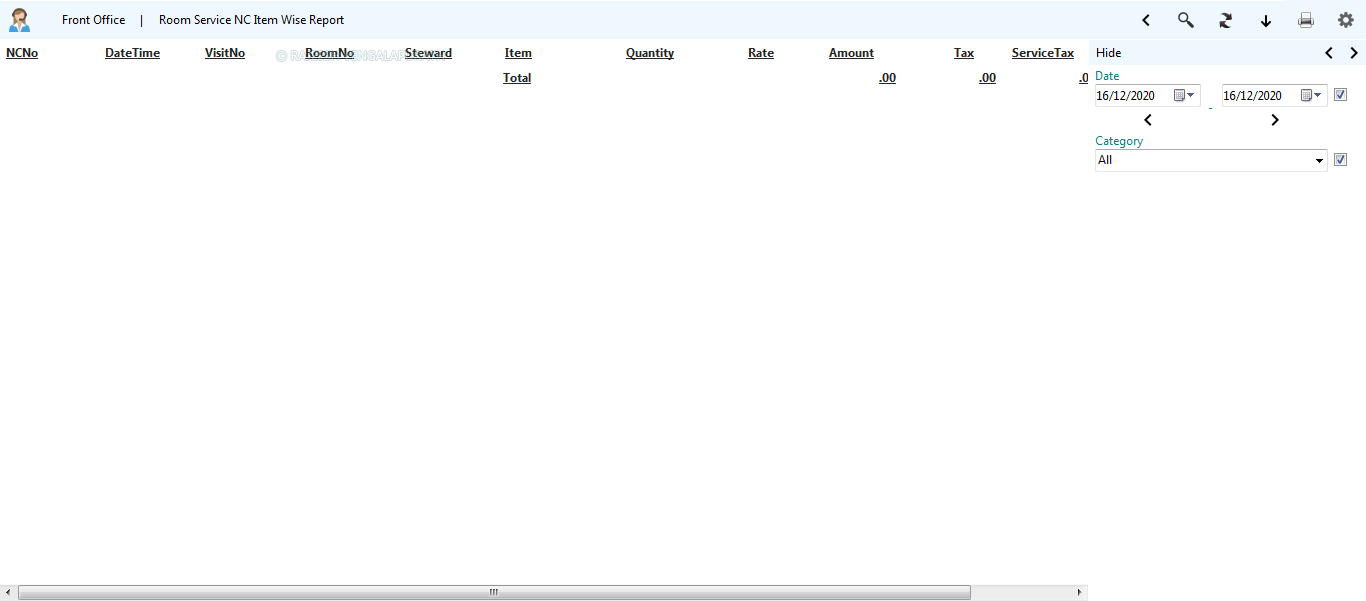 Front Office | Room Service NC Item Wise Report
NCNo DateTime VisitNo RoomNo Steward Item Quantity Rate Amount Tax ServiceTax
Total .00 .00 .0
Hide
Date
16/12/2020 - 16/12/2020
Category
All